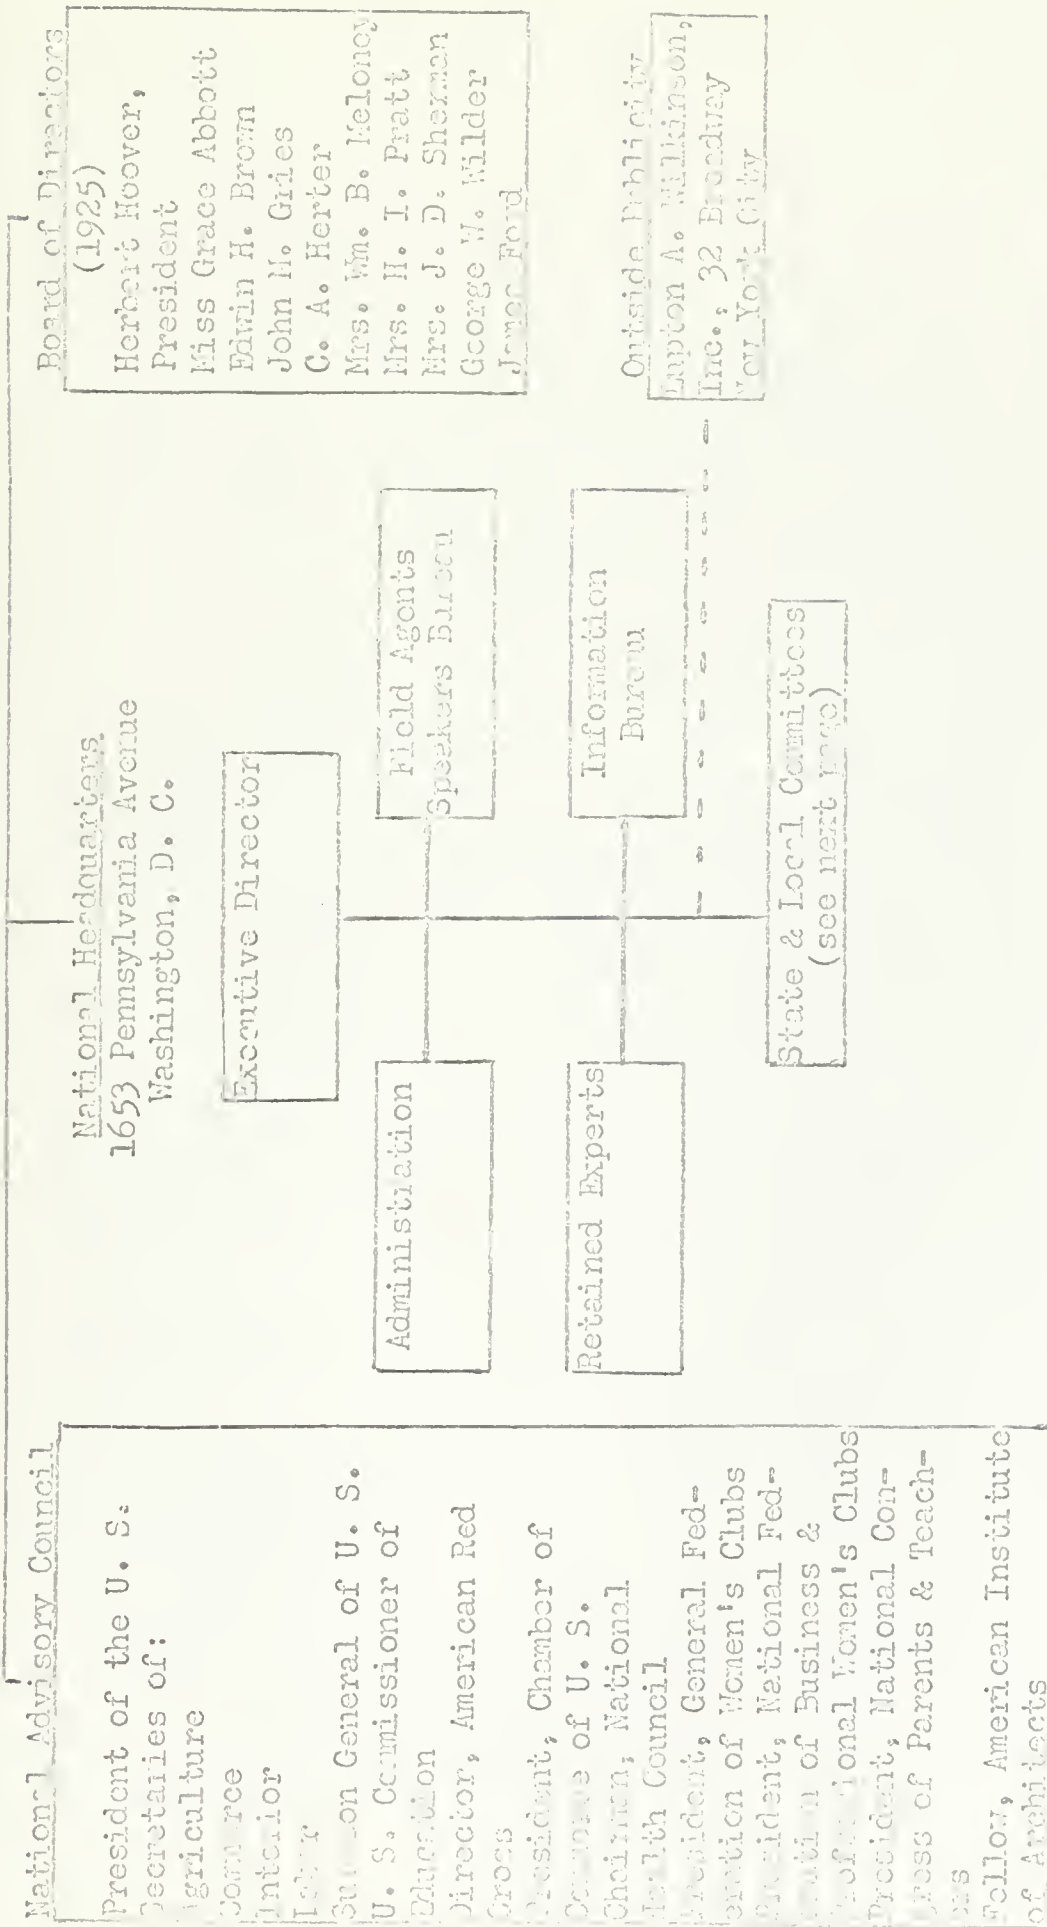 National Advisory Council
President of the U. S.
Secretaries of:
Agriculture
Commerce
Interior
Labor
Surgeon General of U. S.
U. S. Commissioner of
Education
Director, American Red
Cross
President, Chamber of
Commerce of U. S.
Chairman, National
Health Council
President, General Fed-
eration of Women's Clubs
President, National Fed-
eration of Business &
Professional Women's Clubs
President, National Con-
gress of Parents & Teach-
ers
Fellow, American Institute
of Architects
National Headquarters
1653 Pennsylvania Avenue
Washington, D. C.
Executive Director
Administration
Field Agents
Speakers Bureau
Retained Experts
Information
Bureau
State & Local Committees
(see next page)
Board of Directors
(1925)
Herbert Hoover,
President
Miss Grace Abbott
Edwin H. Brown
John M. Gries
C. A. Herter
Mrs. Wm. B. Meloney
Mrs. H. I. Pratt
Mrs. J. D. Sherman
George W. Wilder
James Ford
Outside Publicity
Lupton A. Wilkinson,
Inc., 32 Broadway
New York City